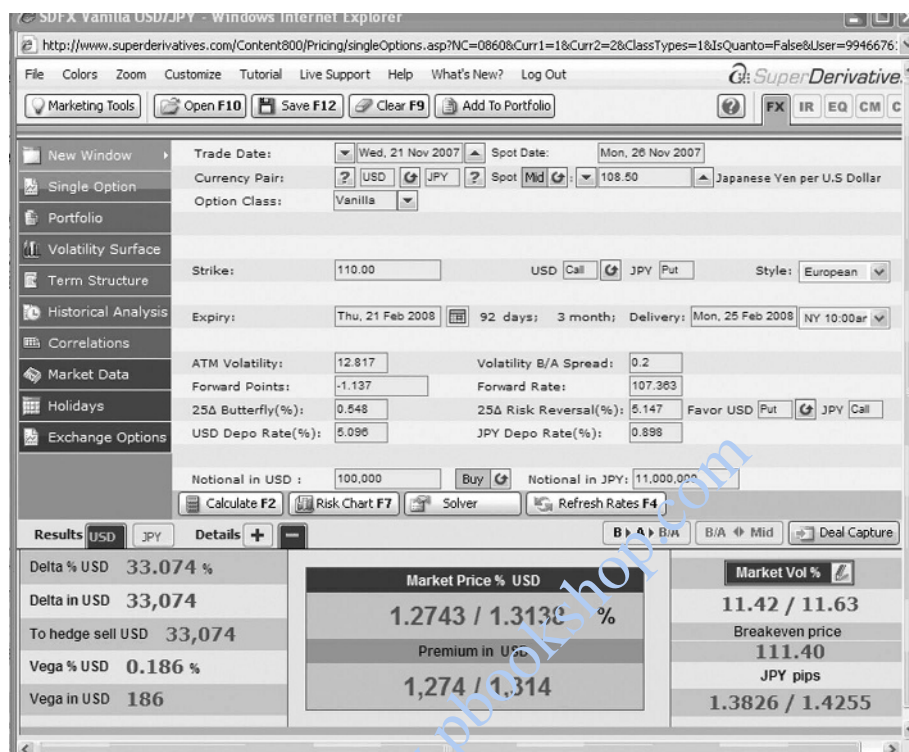 SDFX Vanilla USD/JPY - Windows Internet Explorer
http://www.superderivatives.com/Content800/Pricing/singleOptions.asp?NC=0860&Curr1=1&Curr2=2&ClassTypes=1&IsQuanto=False&User=9946676:
File Colors Zoom Customize Tutorial Live Support Help What's New? Log Out SuperDerivative
Marketing Tools Open F10 Save F12 Clear F9 Add To Portfolio ? FX IR EQ CM C
New Window Trade Date: Wed, 21 Nov 2007 Spot Date: Mon, 26 Nov 2007
Single Option Currency Pair: ? USD JPY ? Spot Mid : 108.50 Japanese Yen per U.S Dollar
Option Class: Vanilla
Portfolio
Volatility Surface
Term Structure Strike: 110.00 USD Call JPY Put Style: European
Historical Analysis Expiry: Thu, 21 Feb 2008 92 days; 3 month; Delivery: Mon, 25 Feb 2008 NY 10:00ar
Correlations
Market Data ATM Volatility: 12.817 Volatility B/A Spread: 0.2
Forward Points: -1.137 Forward Rate: 107.363
Holidays 25Δ Butterfly(%): 0.548 25Δ Risk Reversal(%): 5.147 Favor USD Put JPY Call
Exchange Options USD Depo Rate(%): 5.096 JPY Depo Rate(%): 0.898
Notional in USD : 100,000 Buy Notional in JPY: 11,000,000
Calculate F2 Risk Chart F7 Solver Refresh Rates F4
Results USD JPY Details + - B A B/A B/A Mid Deal Capture
Delta % USD 33.074 %
Delta in USD 33,074
To hedge sell USD 33,074
Vega % USD 0.186 %
Vega in USD 186
Market Price % USD
1.2743 / 1.3138 %
Premium in USD
1,274 / 1,314
Market Vol %
11.42 / 11.63
Breakeven price
111.40
JPY pips
1.3826 / 1.4255
pbookshop.com